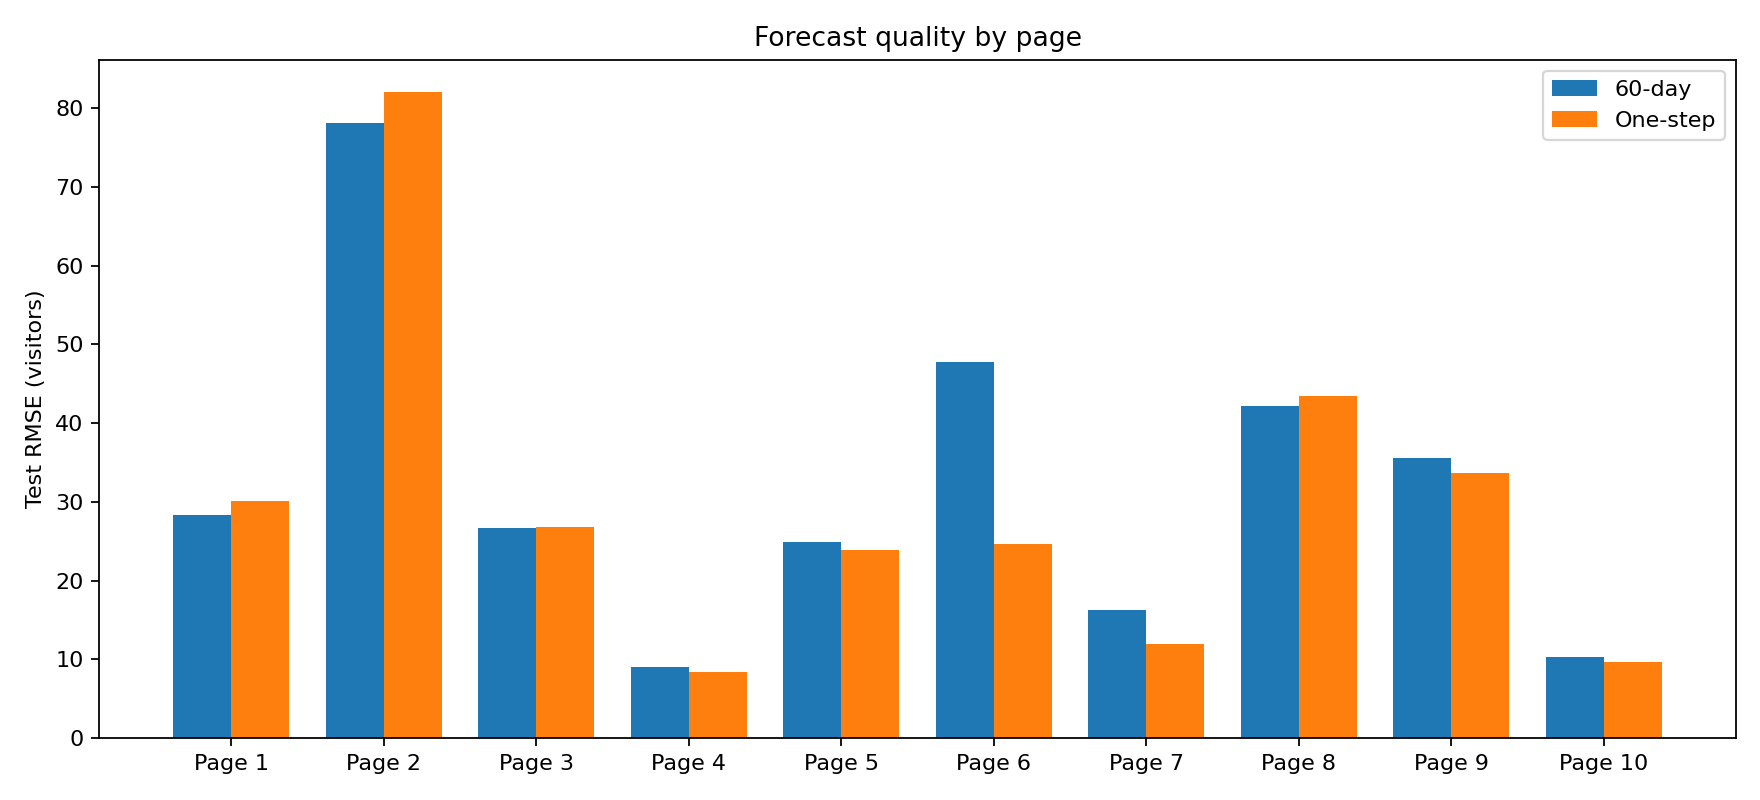 Forecast quality by page
60-day
One-step
Test RMSE (visitors)
80
70
60
50
40
30
20
10
0
Page 1 Page 2 Page 3 Page 4 Page 5 Page 6 Page 7 Page 8 Page 9 Page 10